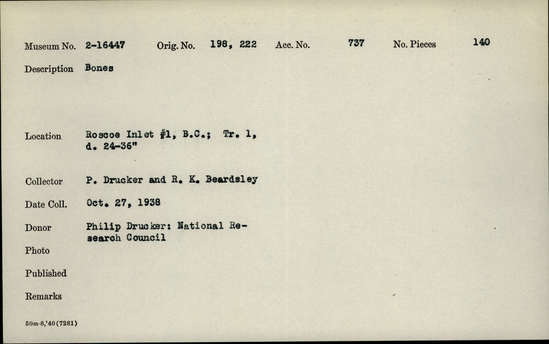 Museum No. 2-16447 Orig. No. 198, 222 Acc. No. 737 No. Pieces 140
Description Bones
Location Roscoe Inlet #1, B.C.; Tr. 1,
d. 24-36"
Collector P. Drucker and R. K. Beardsley
Date Coll. Oct. 27, 1938
Donor Philip Drucker: National Re-
search Council
Photo
Published
Remarks
50m-8,'40(7281)